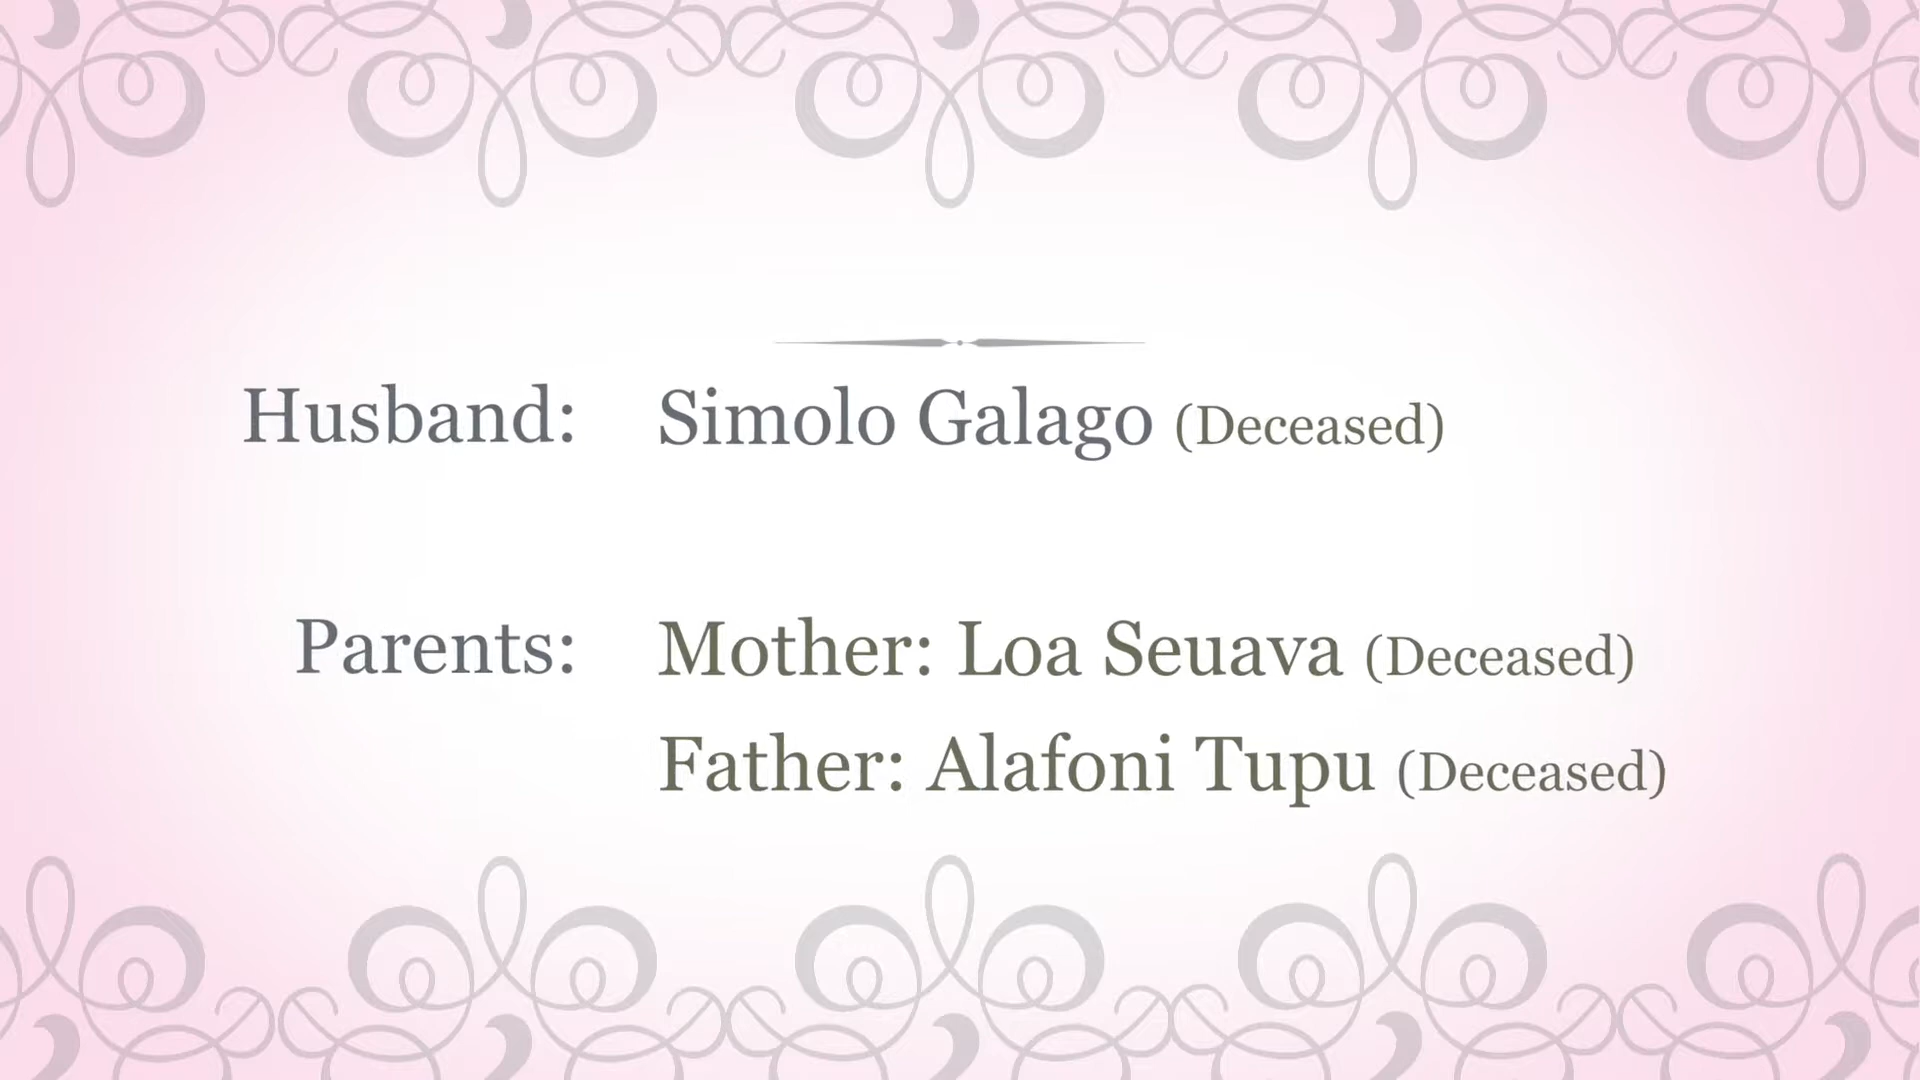 Husband: Simolo Galago (Deceased)
Parents: Mother: Loa Seuava (Deceased)
Father: Alafoni Tupu (Deceased)